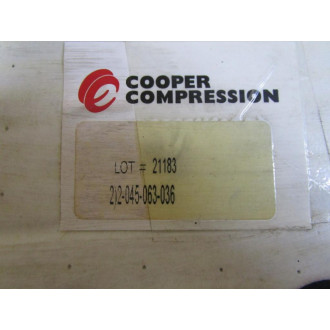 COOPER
COMPRESSION
LOT = 21183
2)2-045-063-036